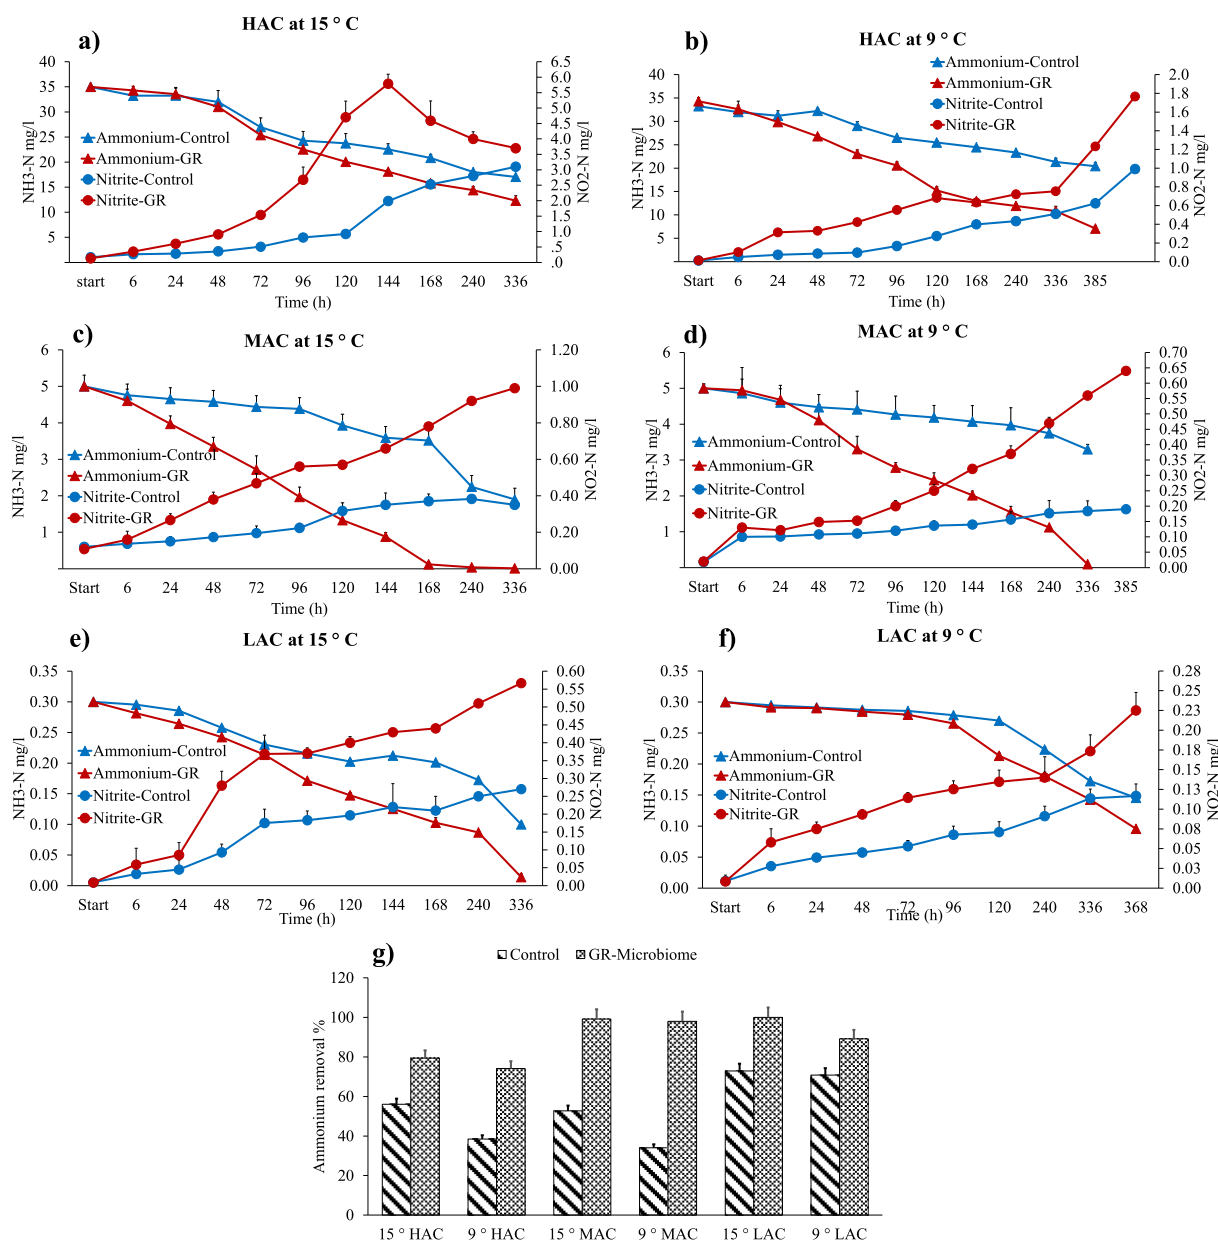 HAC at 15 ° C
a)
40
35
30
25
20
15
10
5
NH3-N mg/l
6.5
6.0
5.5
5.0
4.5
4.0
3.5
3.0
2.5
2.0
1.5
1.0
.5
.0
NO2-N mg/l
Ammonium-Control
Ammonium-GR
Nitrite-Control
Nitrite-GR
start 6 24 48 72 96 120 144 168 240 336
Time (h)
b)
HAC at 9 ° C
40
35
30
25
20
15
10
5
NH3-N mg/l
2.0
1.8
1.6
1.4
1.2
1.0
0.8
0.6
0.4
0.2
0.0
NO2-N mg/l
Ammonium-Control
Ammonium-GR
Nitrite-Control
Nitrite-GR
Start 6 24 48 72 96 120 168 240 336 385
Time (h)
c)
MAC at 15 ° C
6
5
4
3
2
1
NH3-N mg/l
1.20
1.00
0.80
0.60
0.40
0.20
0.00
NO2-N mg/l
Ammonium-Control
Ammonium-GR
Nitrite-Control
Nitrite-GR
Start 6 24 48 72 96 120 144 168 240 336
Time (h)
d)
MAC at 9 ° C
6
5
4
3
2
1
NH3-N mg/l
0.70
0.65
0.60
0.55
0.50
0.45
0.40
0.35
0.30
0.25
0.20
0.15
0.10
0.05
0.00
NO2-N mg/l
Ammonium-Control
Ammonium-GR
Nitrite-Control
Nitrite-GR
Start 6 24 48 72 96 120 144 168 240 336 385
Time (h)
e)
LAC at 15 ° C
0.35
0.30
0.25
0.20
0.15
0.10
0.05
0.00
NH3-N mg/l
0.60
0.55
0.50
0.45
0.40
0.35
0.30
0.25
0.20
0.15
0.10
0.05
0.00
NO2-N mg/l
Ammonium-Control
Ammonium-GR
Nitrite-Control
Nitrite-GR
Start 6 24 48 72 96 120 144 168 240 336
Time (h)
f)
LAC at 9 ° C
0.35
0.30
0.25
0.20
0.15
0.10
0.05
0.00
NH3-N mg/l
0.28
0.25
0.23
0.20
0.18
0.15
0.13
0.10
0.08
0.05
0.03
0.00
NO2-N mg/l
Ammonium-Control
Ammonium-GR
Nitrite-Control
Nitrite-GR
Start 6 24 48 72 96 120 240 336 368
Time (h)
g)
Control GR-Microbiome
120
100
80
60
40
20
0
Ammonium removal %
15 ° HAC 9 ° HAC 15 ° MAC 9 ° MAC 15 ° LAC 9 ° LAC